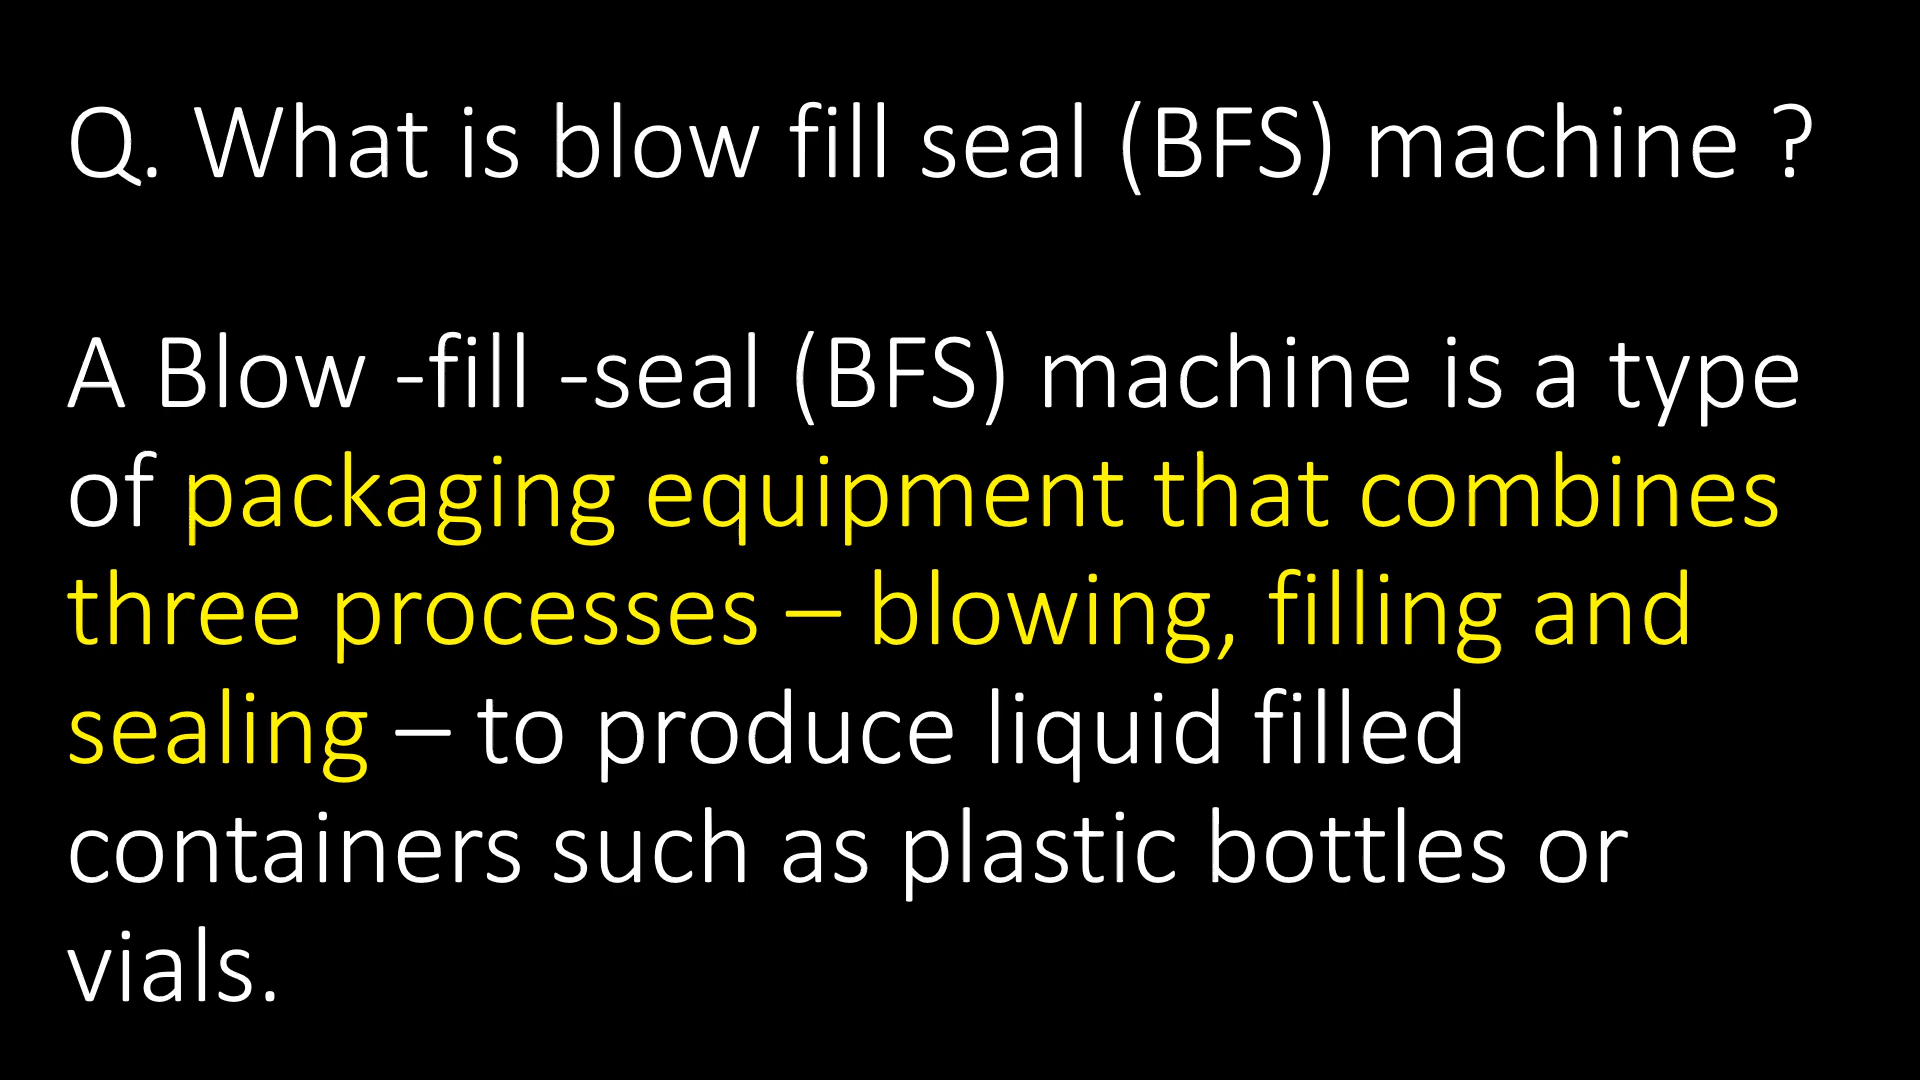 Q. What is blow fill seal (BFS) machine ?
A Blow -fill -seal (BFS) machine is a type
of packaging equipment that combines
three processes – blowing, filling and
sealing – to produce liquid filled
containers such as plastic bottles or
vials.